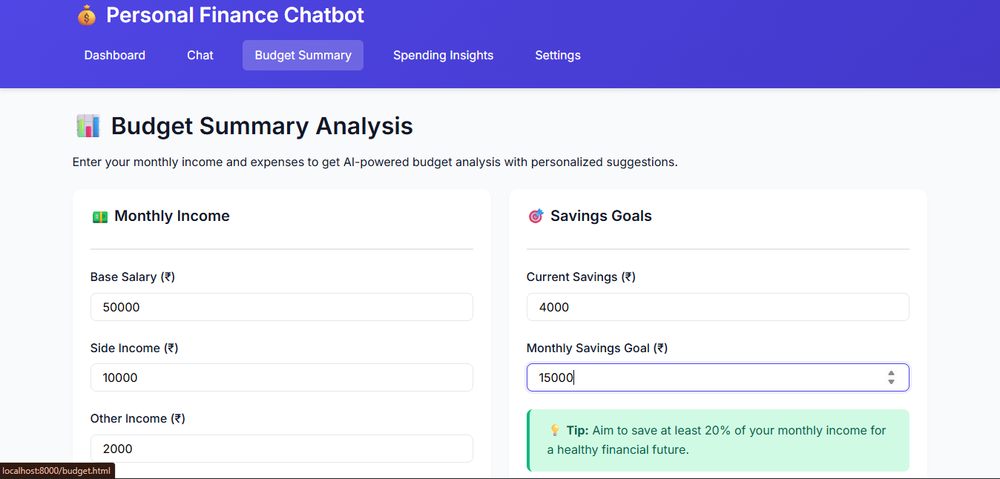 Personal Finance Chatbot
Dashboard
Chat
Budget Summary
Spending Insights
Settings
Budget Summary Analysis
Enter your monthly income and expenses to get AI-powered budget analysis with personalized suggestions.
Monthly Income
Base Salary (₹)
50000
Side Income (₹)
10000
Other Income (₹)
2000
Savings Goals
Current Savings (₹)
4000
Monthly Savings Goal (₹)
15000
Tip: Aim to save at least 20% of your monthly income for
a healthy financial future.
localhost:8000/budget.html